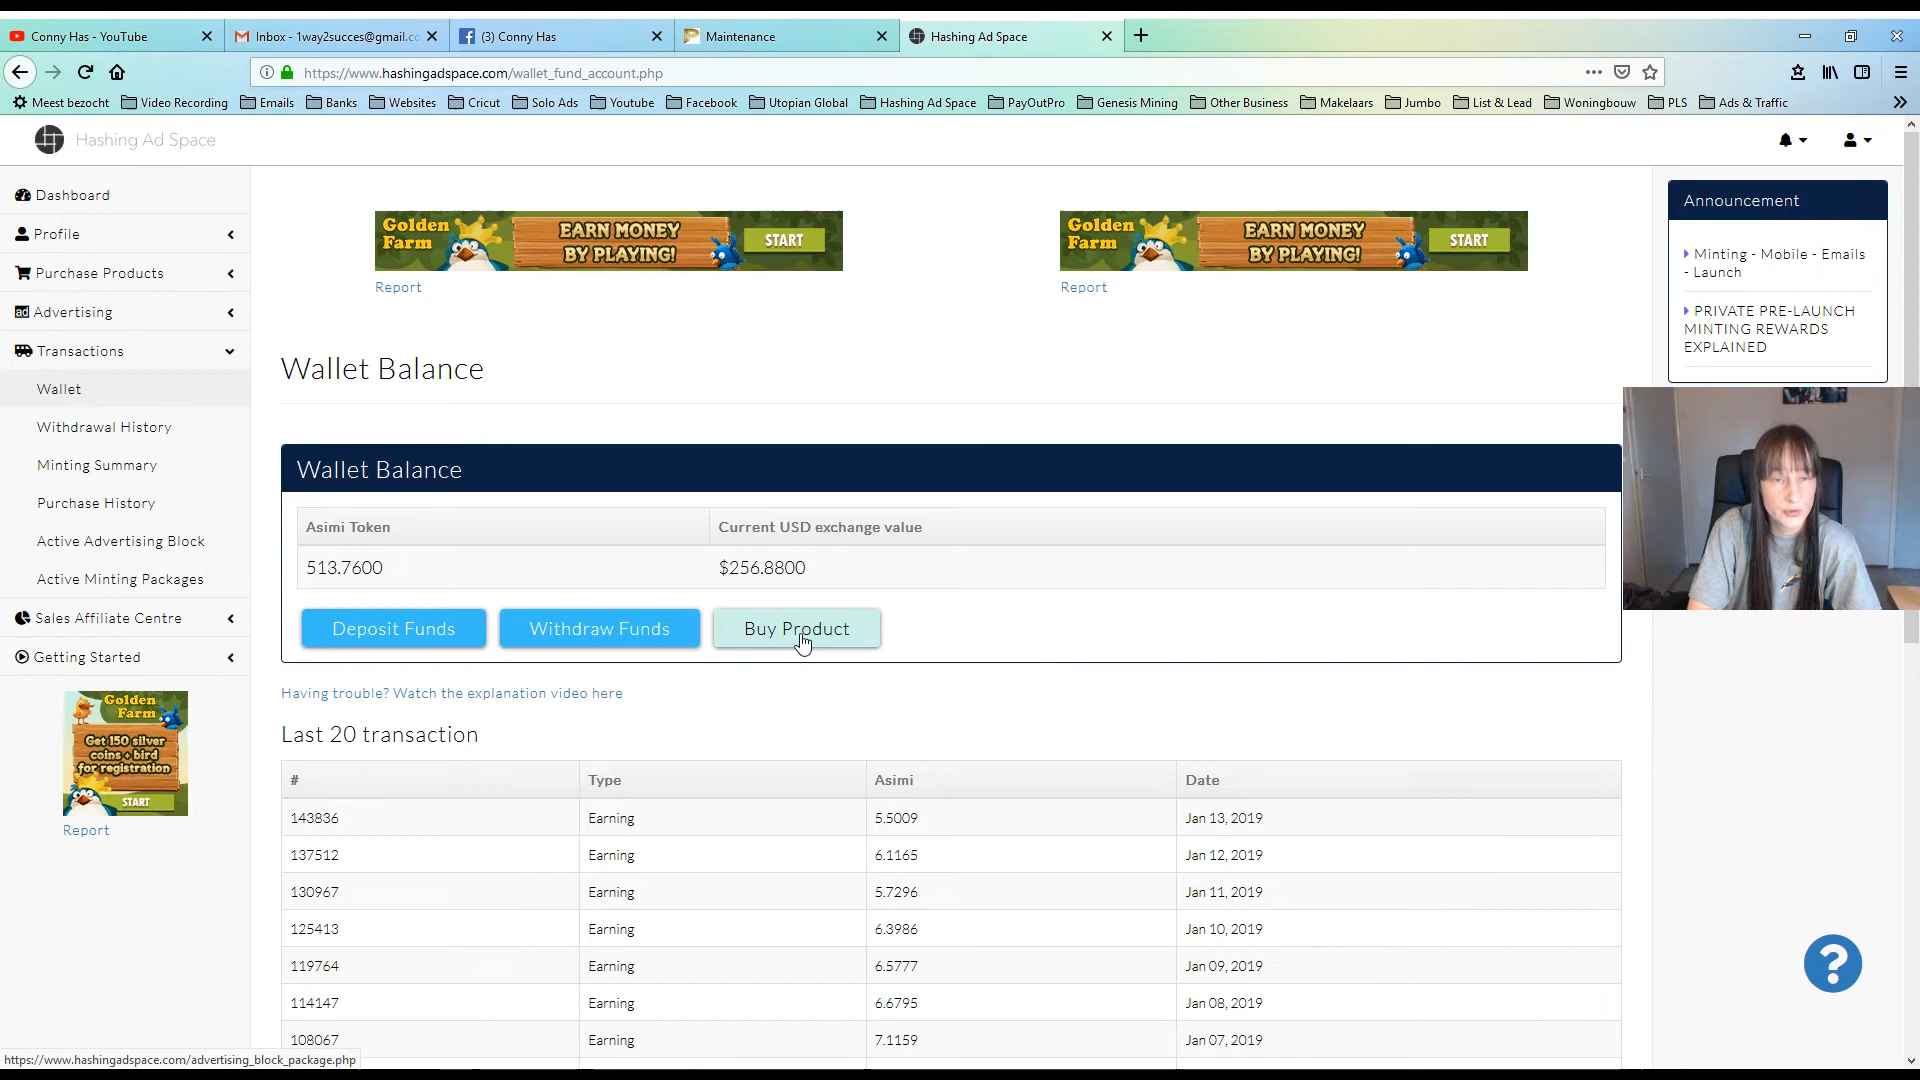 Conny Has - YouTube
Inbox - 1way2succes@gmail.co
(3) Conny Has
Maintenance
Hashing Ad Space
https://www.hashingadspace.com/wallet_fund_account.php
Meest bezocht
Video Recording
Emails
Banks
Websites
Cricut
Solo Ads
Youtube
Facebook
Utopian Global
Hashing Ad Space
PayOutPro
Genesis Mining
Other Business
Makelaars
Jumbo
List & Lead
Woningbouw
PLS
Ads & Traffic
Hashing Ad Space
Dashboard
Profile
Purchase Products
Advertising
Transactions
Wallet
Withdrawal History
Minting Summary
Purchase History
Active Advertising Block
Active Minting Packages
Sales Affiliate Centre
Getting Started
Golden
Farm
Get 150 silver
coins + bird
for registration
START
Report
Golden
Farm
EARN MONEY
BY PLAYING!
START
Report
Golden
Farm
EARN MONEY
BY PLAYING!
START
Report
Wallet Balance
Wallet Balance
Asimi Token
Current USD exchange value
513.7600
$256.8800
Deposit Funds
Withdraw Funds
Buy Product
Having trouble? Watch the explanation video here
Last 20 transaction
# Type Asimi Date
143836 Earning 5.5009 Jan 13, 2019
137512 Earning 6.1165 Jan 12, 2019
130967 Earning 5.7296 Jan 11, 2019
125413 Earning 6.3986 Jan 10, 2019
119764 Earning 6.5777 Jan 09, 2019
114147 Earning 6.6795 Jan 08, 2019
108067 Earning 7.1159 Jan 07, 2019
Announcement
Minting - Mobile - Emails
- Launch
PRIVATE PRE-LAUNCH
MINTING REWARDS
EXPLAINED
https://www.hashingadspace.com/advertising_block_package.php